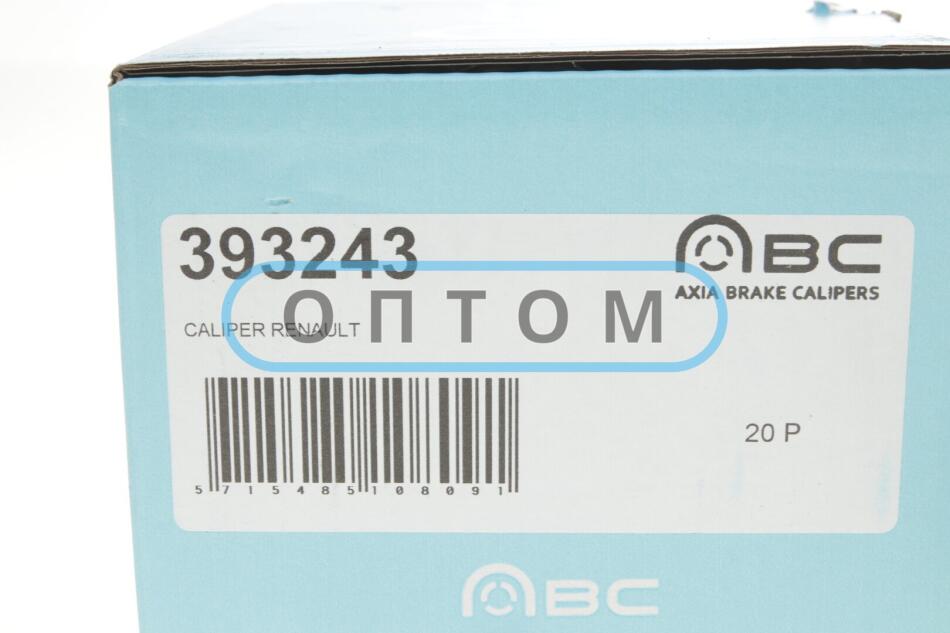 393243
ABC
AXIA BRAKE CALIPERS
ОПТОМ
CALIPER RENAULT
20 P
5 715485 108091
ABC